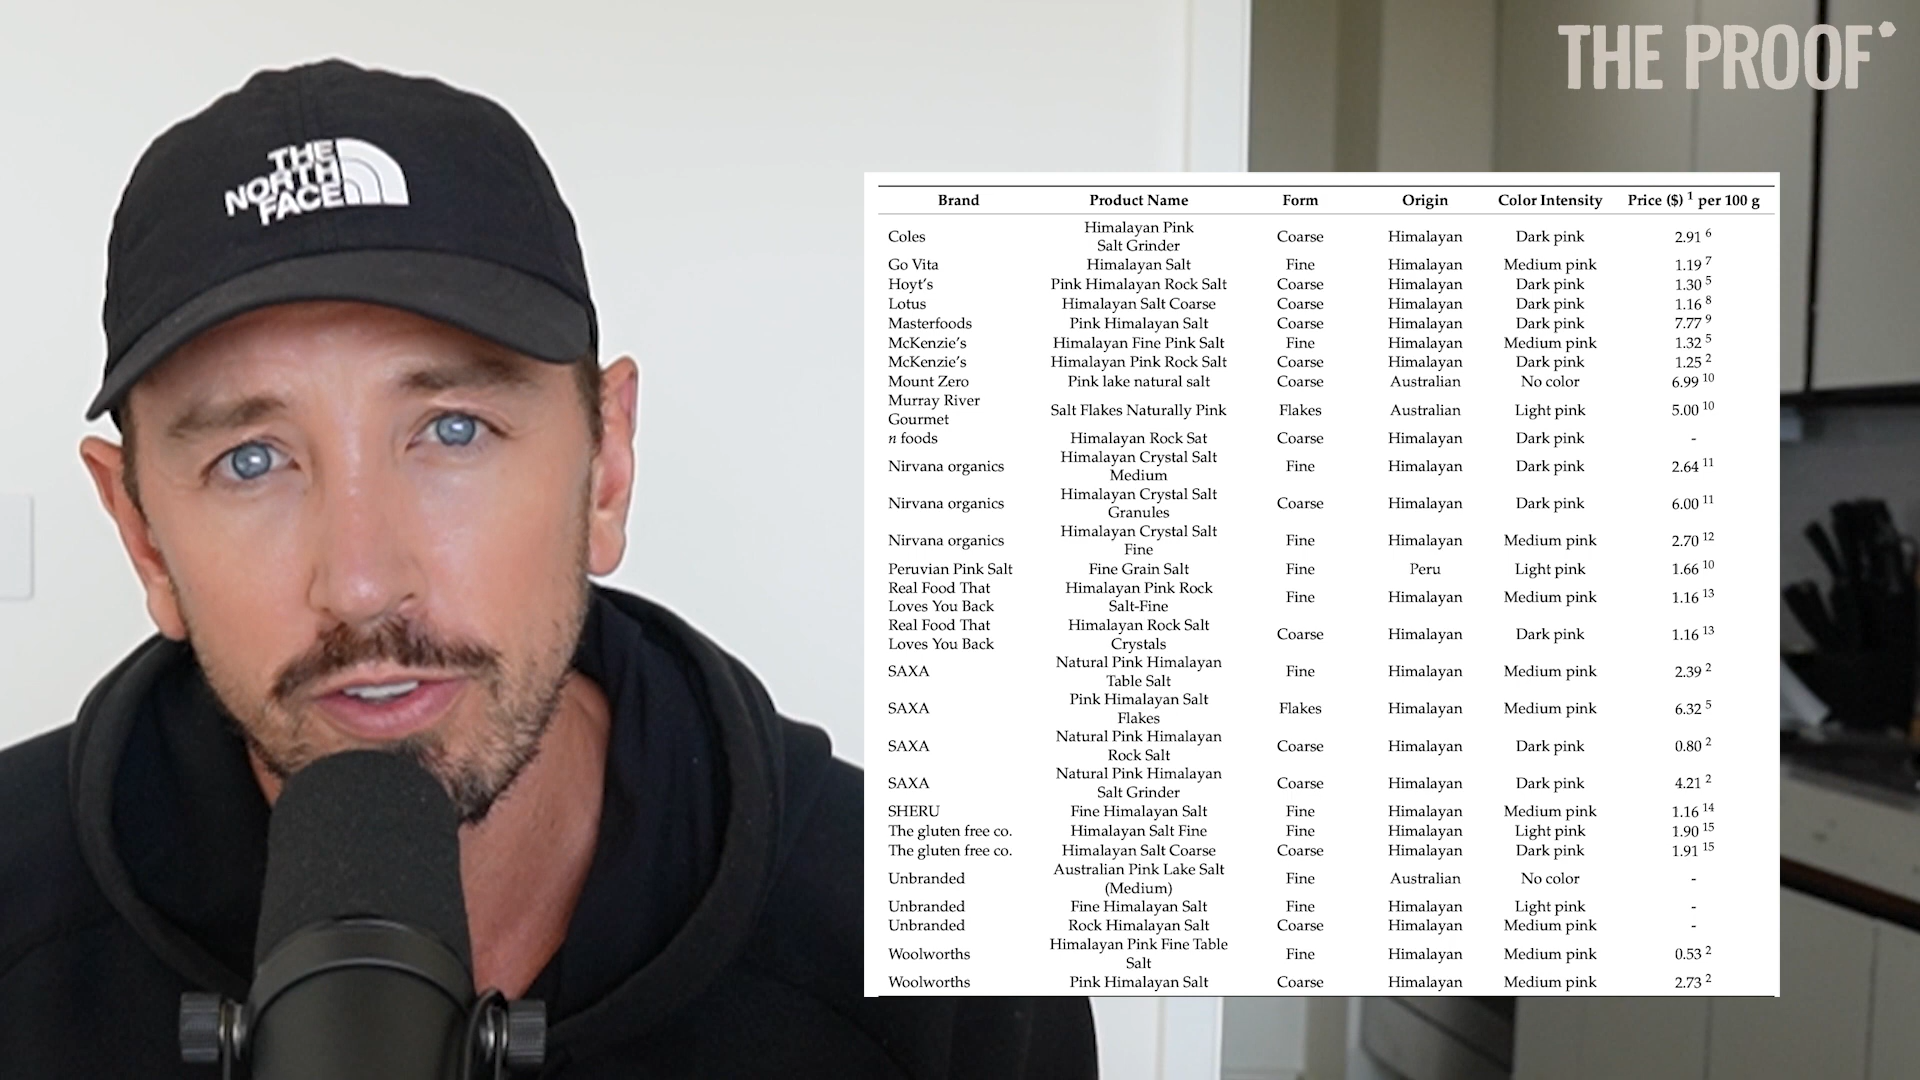 THE PROOF
THE
NORTH
FACE
Brand Product Name Form Origin Color Intensity Price ($) 1 per 100 g
Coles Himalayan Pink Salt Grinder Coarse Himalayan Dark pink 2.91 6
Go Vita Himalayan Salt Fine Himalayan Medium pink 1.19 7
Hoyt's Pink Himalayan Rock Salt Coarse Himalayan Dark pink 1.30 5
Lotus Himalayan Salt Coarse Coarse Himalayan Dark pink 1.16 8
Masterfoods Pink Himalayan Salt Coarse Himalayan Dark pink 7.77 9
McKenzie's Himalayan Fine Pink Salt Fine Himalayan Medium pink 1.32 5
McKenzie's Himalayan Pink Rock Salt Coarse Himalayan Dark pink 1.25 2
Mount Zero Pink lake natural salt Coarse Australian No color 6.99 10
Murray River Gourmet Salt Flakes Naturally Pink Flakes Australian Light pink 5.00 10
n foods Himalayan Rock Sat Coarse Himalayan Dark pink -
Nirvana organics Himalayan Crystal Salt Medium Fine Himalayan Dark pink 2.64 11
Nirvana organics Himalayan Crystal Salt Granules Coarse Himalayan Dark pink 6.00 11
Nirvana organics Himalayan Crystal Salt Fine Fine Himalayan Medium pink 2.70 12
Peruvian Pink Salt Fine Grain Salt Fine Peru Light pink 1.66 10
Real Food That Loves You Back Himalayan Pink Rock Salt-Fine Fine Himalayan Medium pink 1.16 13
Real Food That Loves You Back Himalayan Rock Salt Crystals Coarse Himalayan Dark pink 1.16 13
SAXA Natural Pink Himalayan Table Salt Fine Himalayan Medium pink 2.39 2
SAXA Pink Himalayan Salt Flakes Flakes Himalayan Medium pink 6.32 5
SAXA Natural Pink Himalayan Rock Salt Coarse Himalayan Dark pink 0.80 2
SAXA Natural Pink Himalayan Salt Grinder Coarse Himalayan Dark pink 4.21 2
SHERU Fine Himalayan Salt Fine Himalayan Medium pink 1.16 14
The gluten free co. Himalayan Salt Fine Fine Himalayan Light pink 1.90 15
The gluten free co. Himalayan Salt Coarse Coarse Himalayan Dark pink 1.91 15
Unbranded Australian Pink Lake Salt (Medium) Fine Australian No color -
Unbranded Fine Himalayan Salt Fine Himalayan Light pink -
Unbranded Rock Himalayan Salt Coarse Himalayan Medium pink -
Woolworths Himalayan Pink Fine Table Salt Fine Himalayan Medium pink 0.53 2
Woolworths Pink Himalayan Salt Coarse Himalayan Medium pink 2.73 2